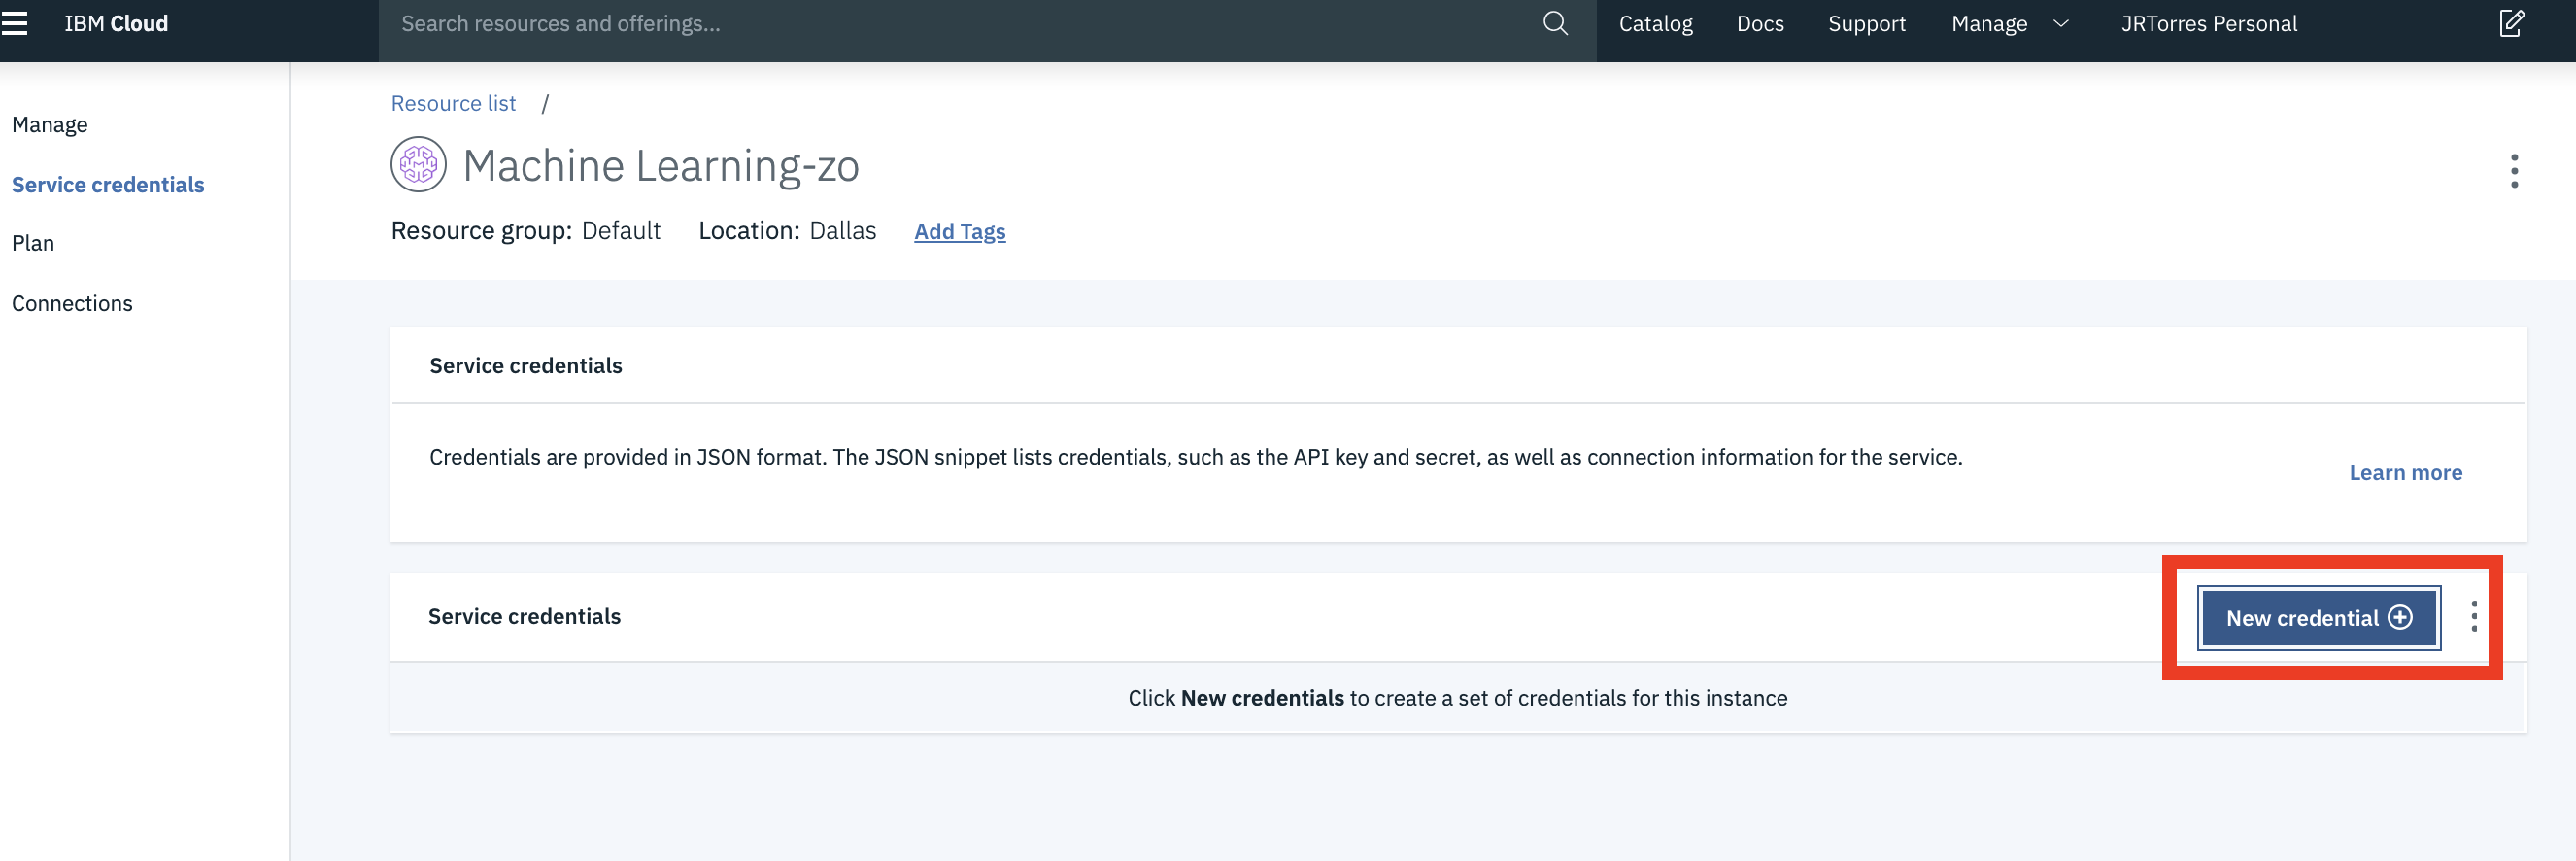 IBM Cloud
Search resources and offerings...
Catalog
Docs
Support
Manage
JRTorres Personal
Manage
Service credentials
Plan
Connections
Resource list /
Machine Learning-zo
Resource group: Default Location: Dallas Add Tags
Service credentials
Credentials are provided in JSON format. The JSON snippet lists credentials, such as the API key and secret, as well as connection information for the service.
Learn more
Service credentials
New credential
Click New credentials to create a set of credentials for this instance